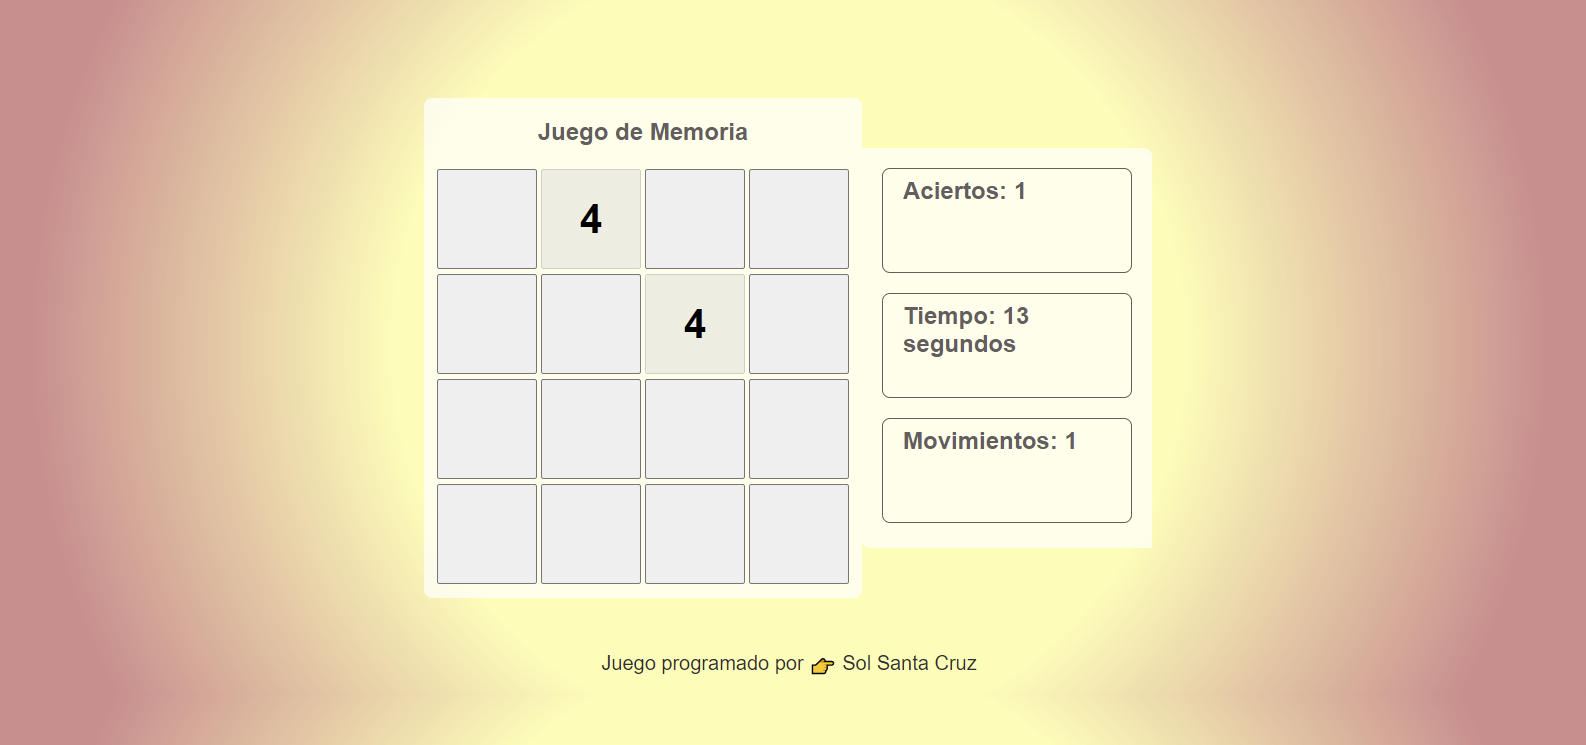 Juego de Memoria
4
4
Aciertos: 1
Tiempo: 13
segundos
Movimientos: 1
Juego programado por 👉 Sol Santa Cruz